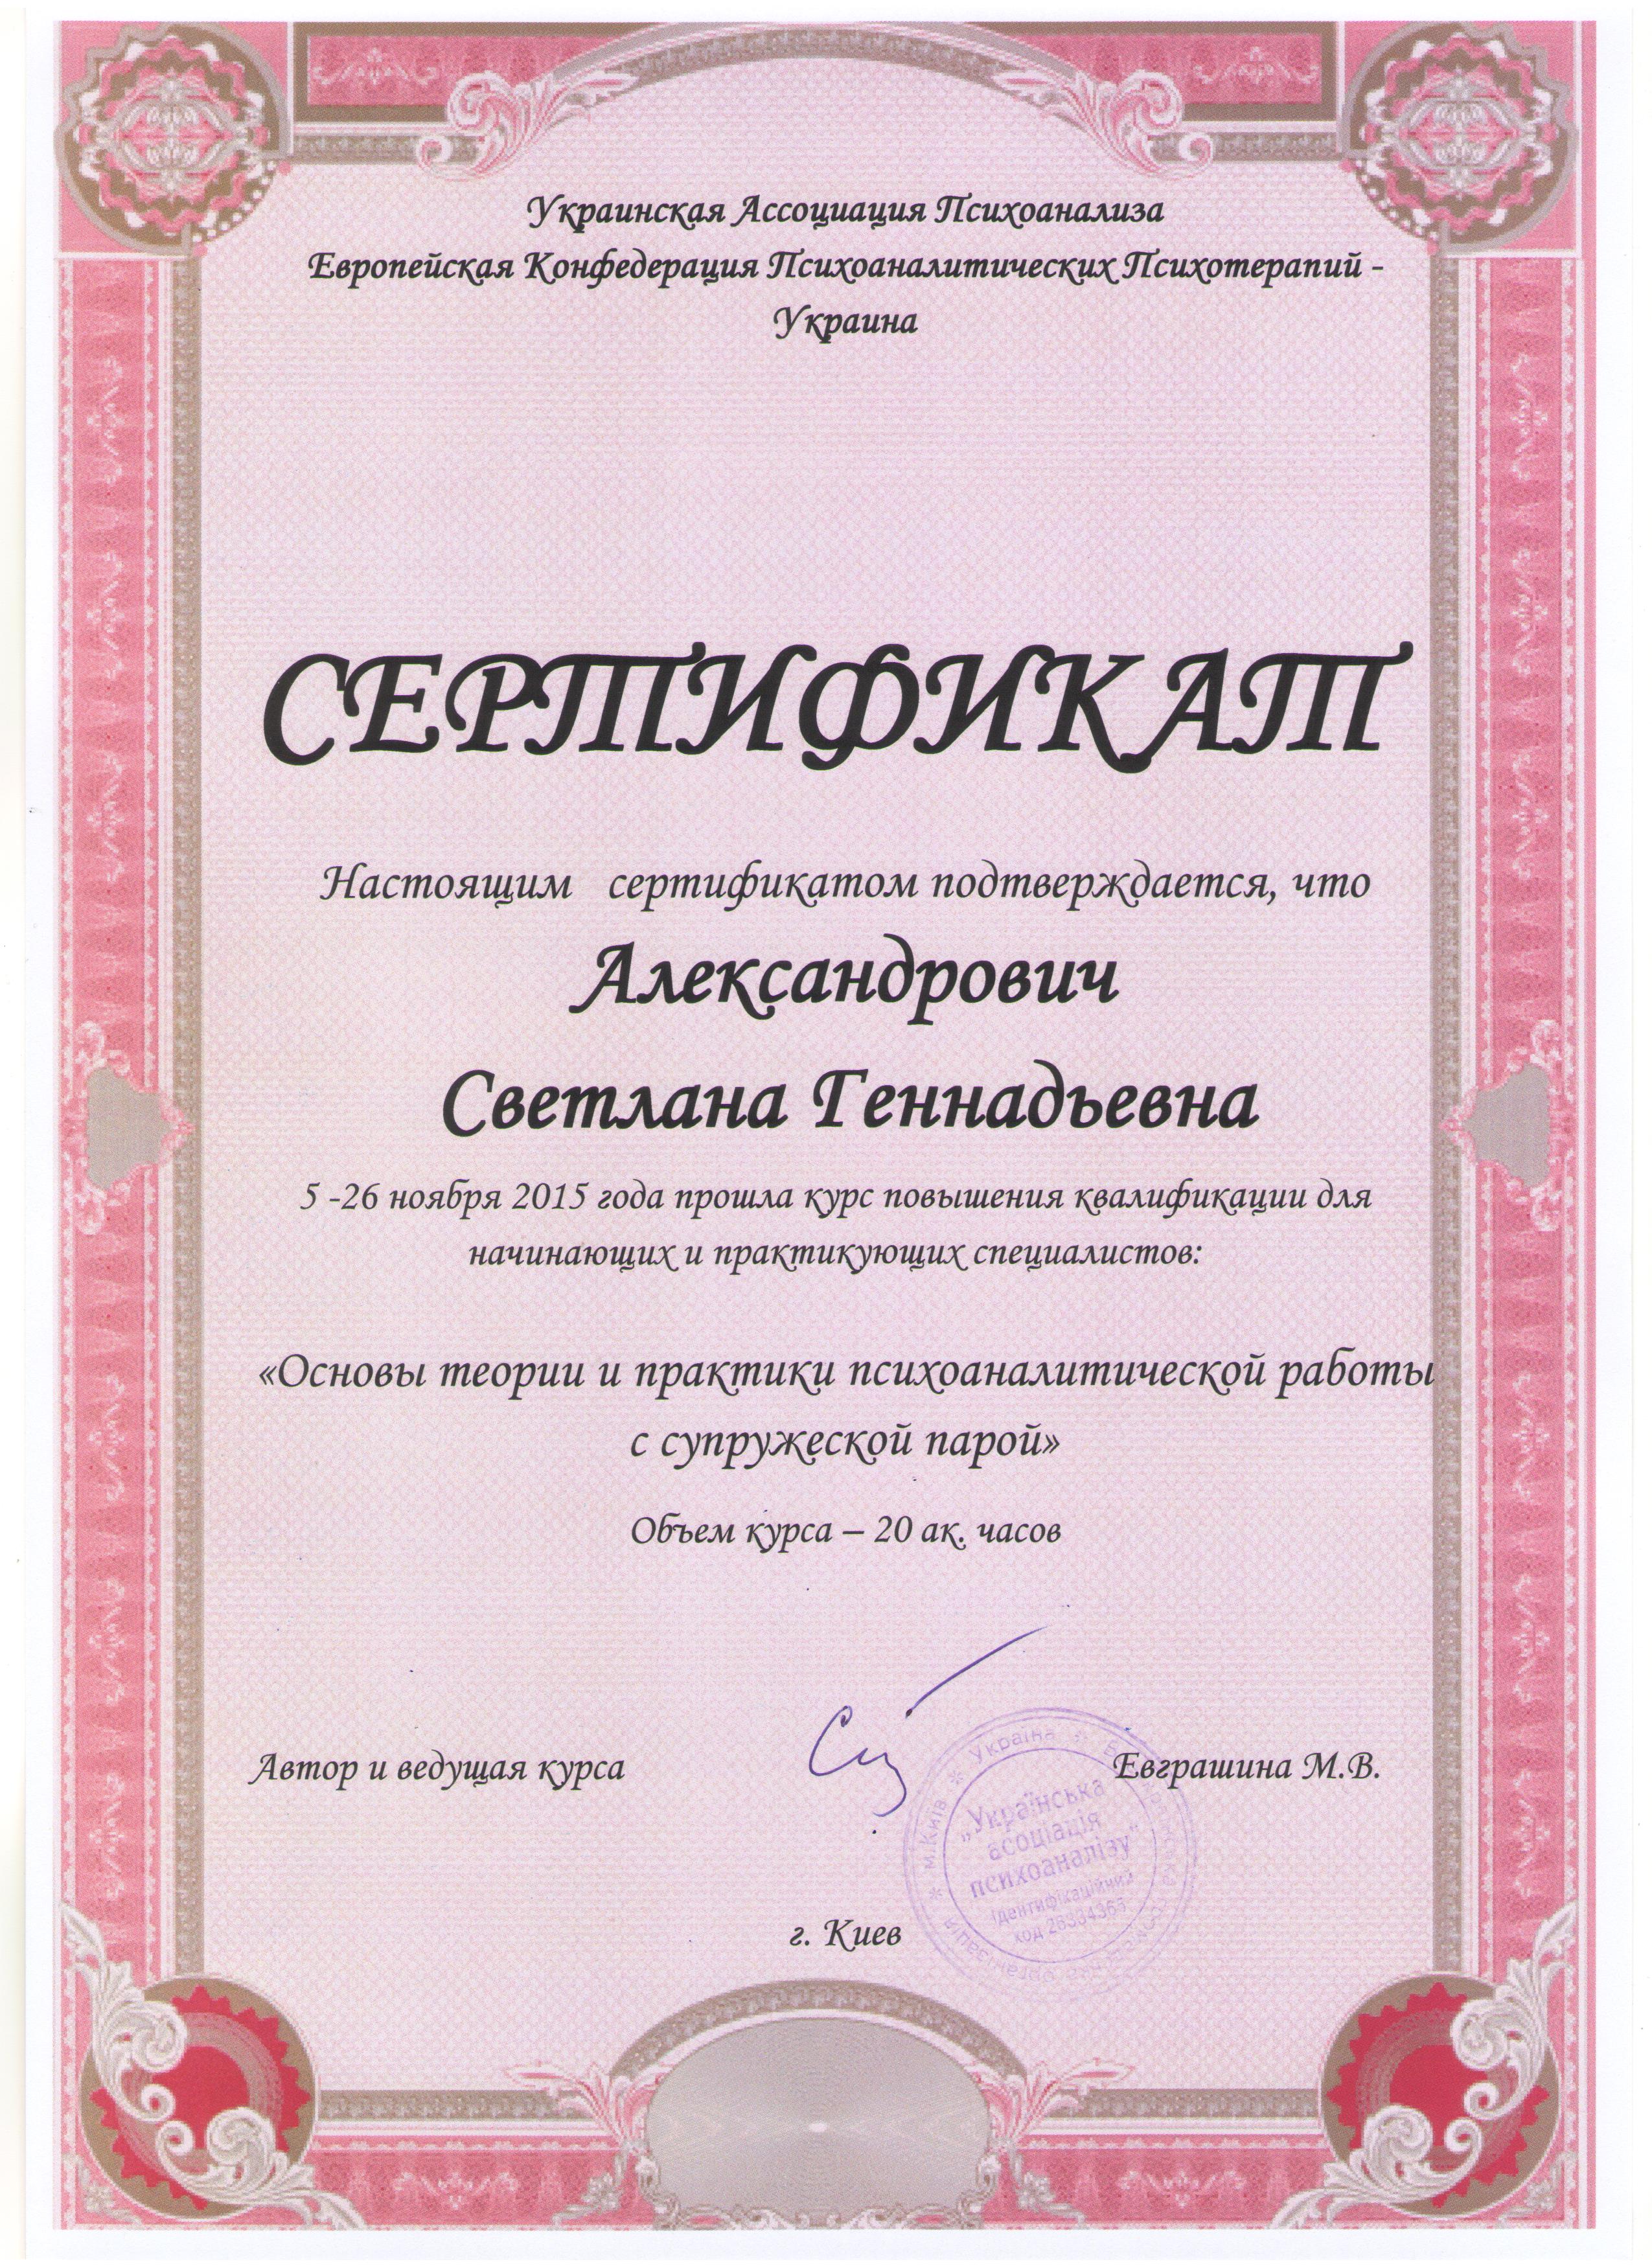 Украинская Ассоциация Психоанализа
Европейская Конфедерация Психоаналитических Психотерапий -
Украина
СЕРТИФИКАТ
Настоящим сертификатом подтверждается, что
Александрович
Светлана Геннадьевна
5 -26 ноября 2015 года прошла курс повышения квалификации для
начинающих и практикующих специалистов:
«Основы теории и практики психоаналитической работы
с супружеской парой»
Объем курса – 20 ак. часов
Автор и ведущая курса
Евграшина М.В.
г. Киев
м.Київ * Україна *
"Українська
асоціація
психоаналізу"
Ідентифікаційний
код 26334365